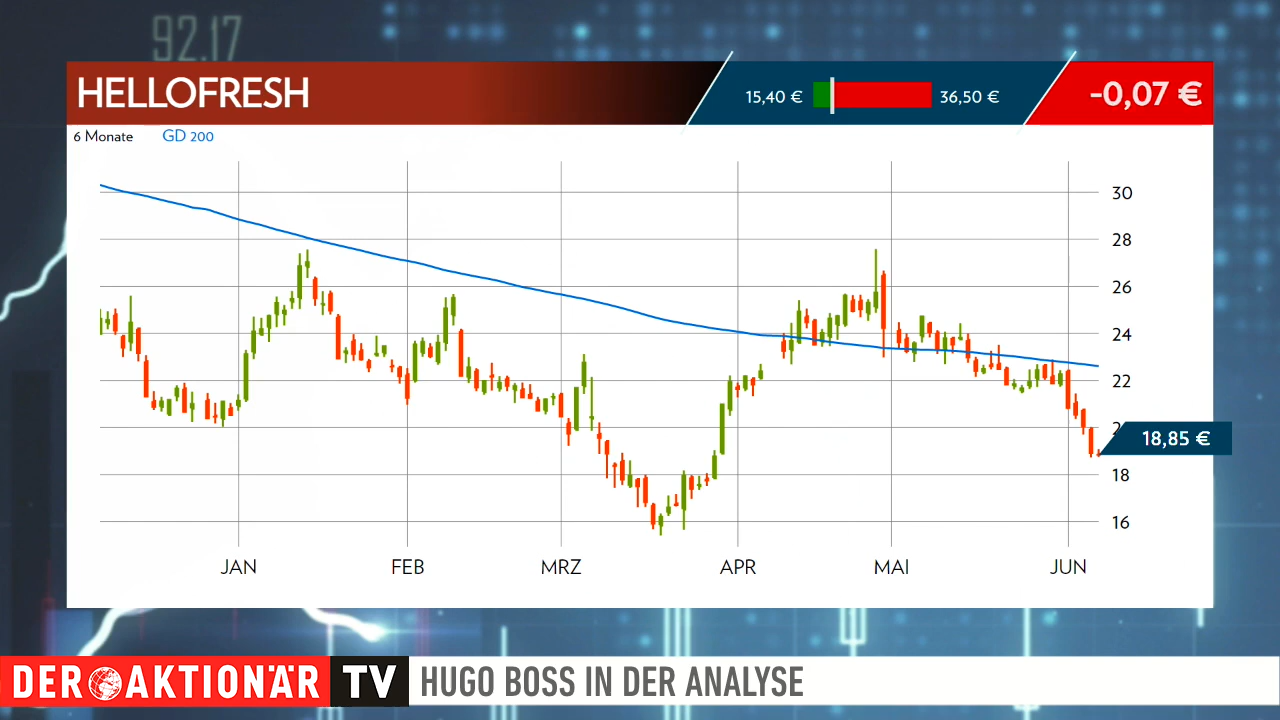 92.17
HELLOFRESH
15,40 €
36,50 €
-0,07 €
6 Monate
GD 200
30
28
26
24
22
18,85 €
18
16
JAN
FEB
MRZ
APR
MAI
JUN
DER AKTIONÄR TV
HUGO BOSS IN DER ANALYSE